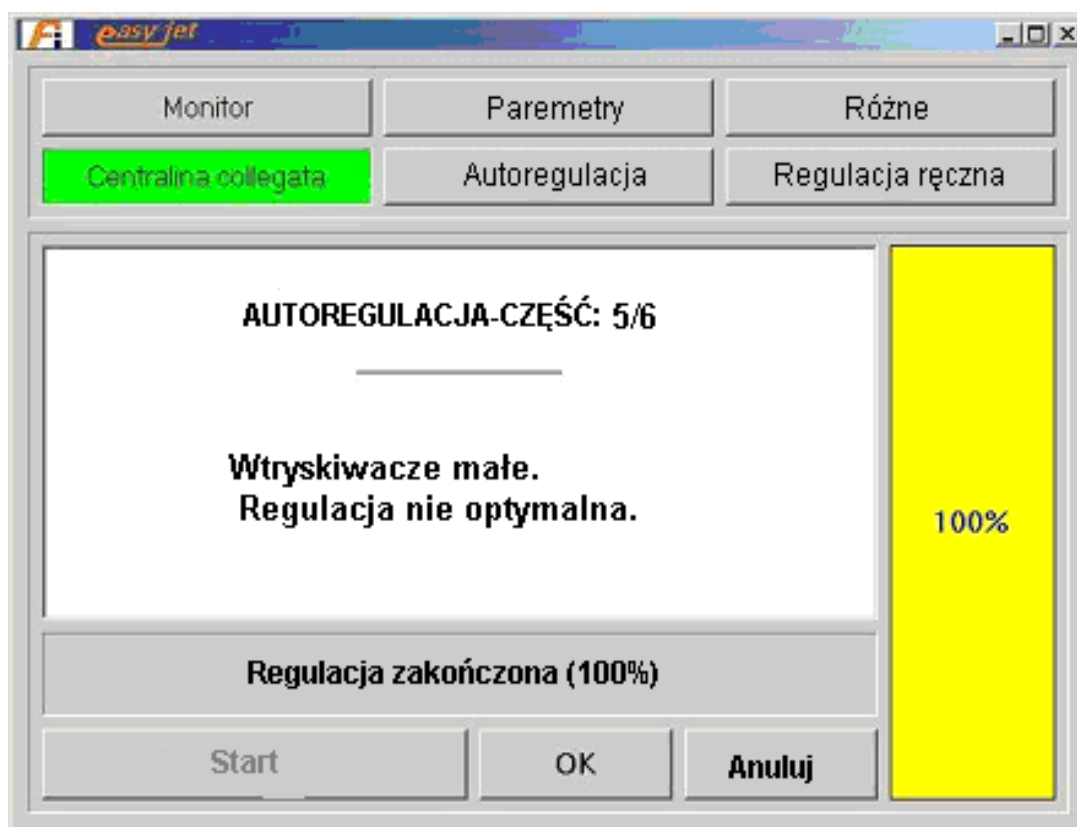 easy jet
Monitor
Paremetry
Różne
Centralina collegata
Autoregulacja
Regulacja ręczna
AUTOREGULACJA-CZĘŚĆ: 5/6
Wtryskiwacze małe.
Regulacja nie optymalna.
100%
Regulacja zakończona (100%)
Start
OK
Anuluj